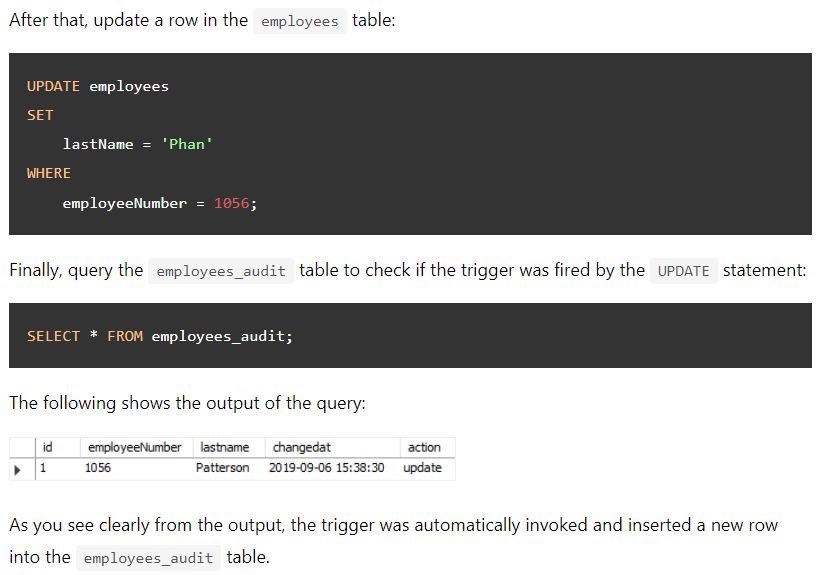 After that, update a row in the employees table:
UPDATE employees
SET
lastName = 'Phan'
WHERE
employeeNumber = 1056;
Finally, query the employees_audit table to check if the trigger was fired by the UPDATE statement:
SELECT * FROM employees_audit;
The following shows the output of the query:
id employeeNumber lastname changedat action
1 1056 Patterson 2019-09-06 15:38:30 update
As you see clearly from the output, the trigger was automatically invoked and inserted a new row
into the employees_audit table.